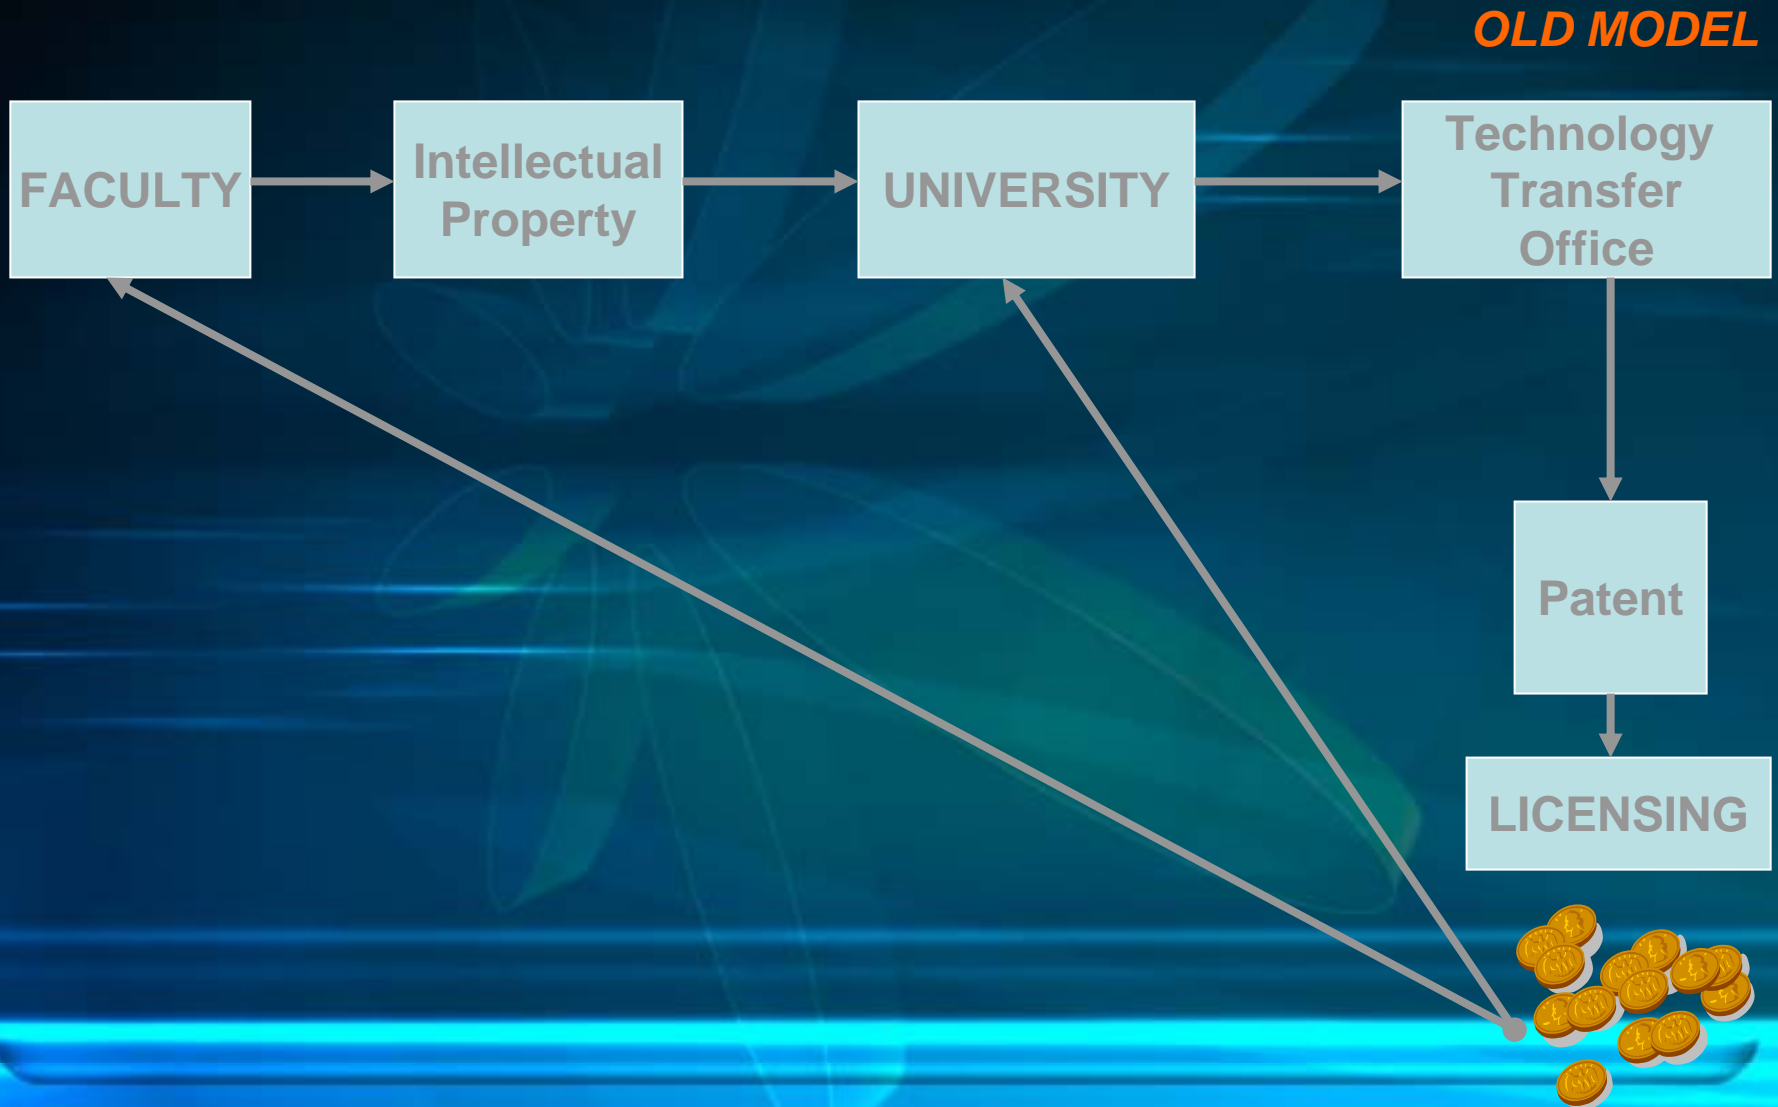 OLD MODEL
FACULTY
Intellectual
Property
UNIVERSITY
Technology
Transfer
Office
Patent
LICENSING